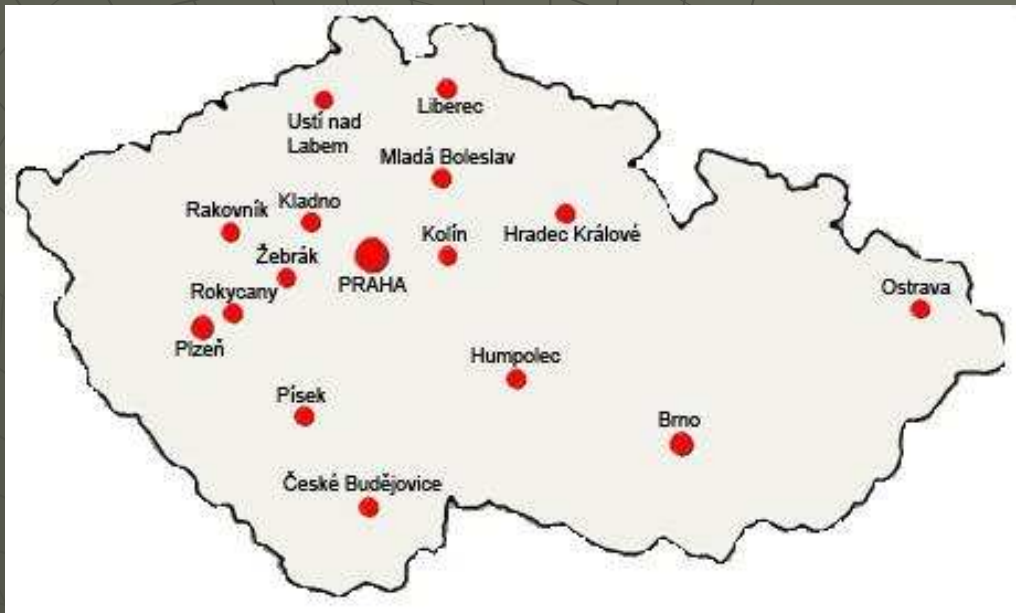 Liberec
Ustí nad
Labem
Mladá Boleslav
Kladno
Rakovník
Kolín
Hradec Králové
Žebrák
PRAHA
Rokycany
Ostrava
Plzeň
Humpolec
Písek
Brno
České Budějovice